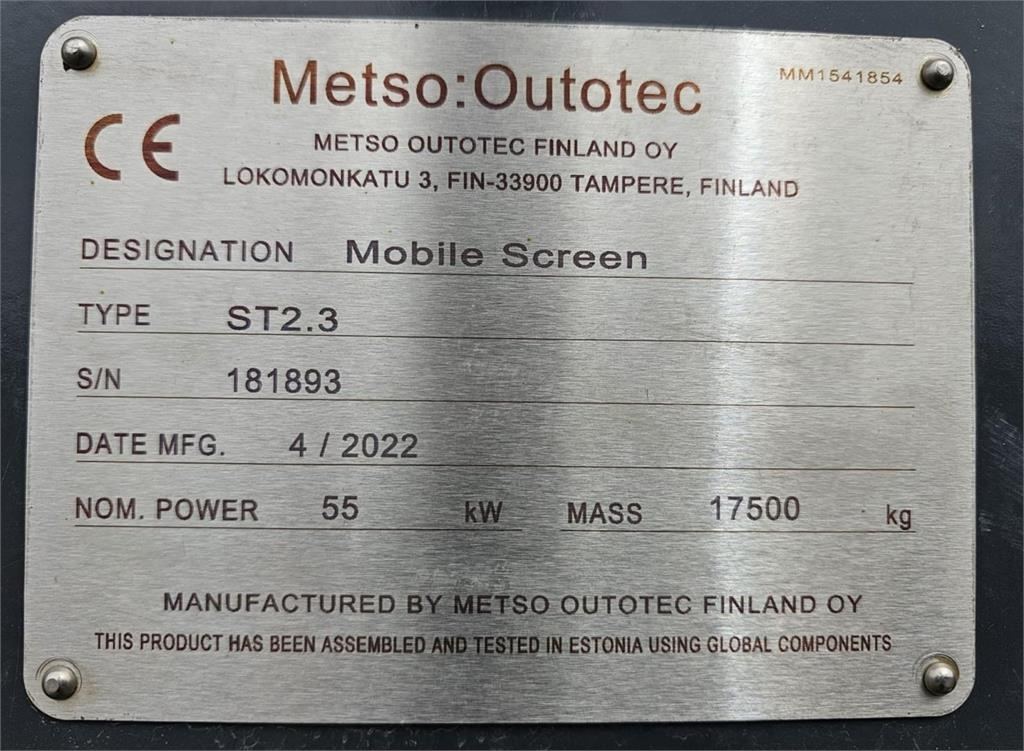 Metso:Outotec
MM1541854
CE
METSO OUTOTEC FINLAND OY
LOKOMONKATU 3, FIN-33900 TAMPERE, FINLAND
DESIGNATION Mobile Screen
TYPE ST2.3
S/N 181893
DATE MFG. 4 / 2022
NOM. POWER 55 kW MASS 17500 kg
MANUFACTURED BY METSO OUTOTEC FINLAND OY
THIS PRODUCT HAS BEEN ASSEMBLED AND TESTED IN ESTONIA USING GLOBAL COMPONENTS